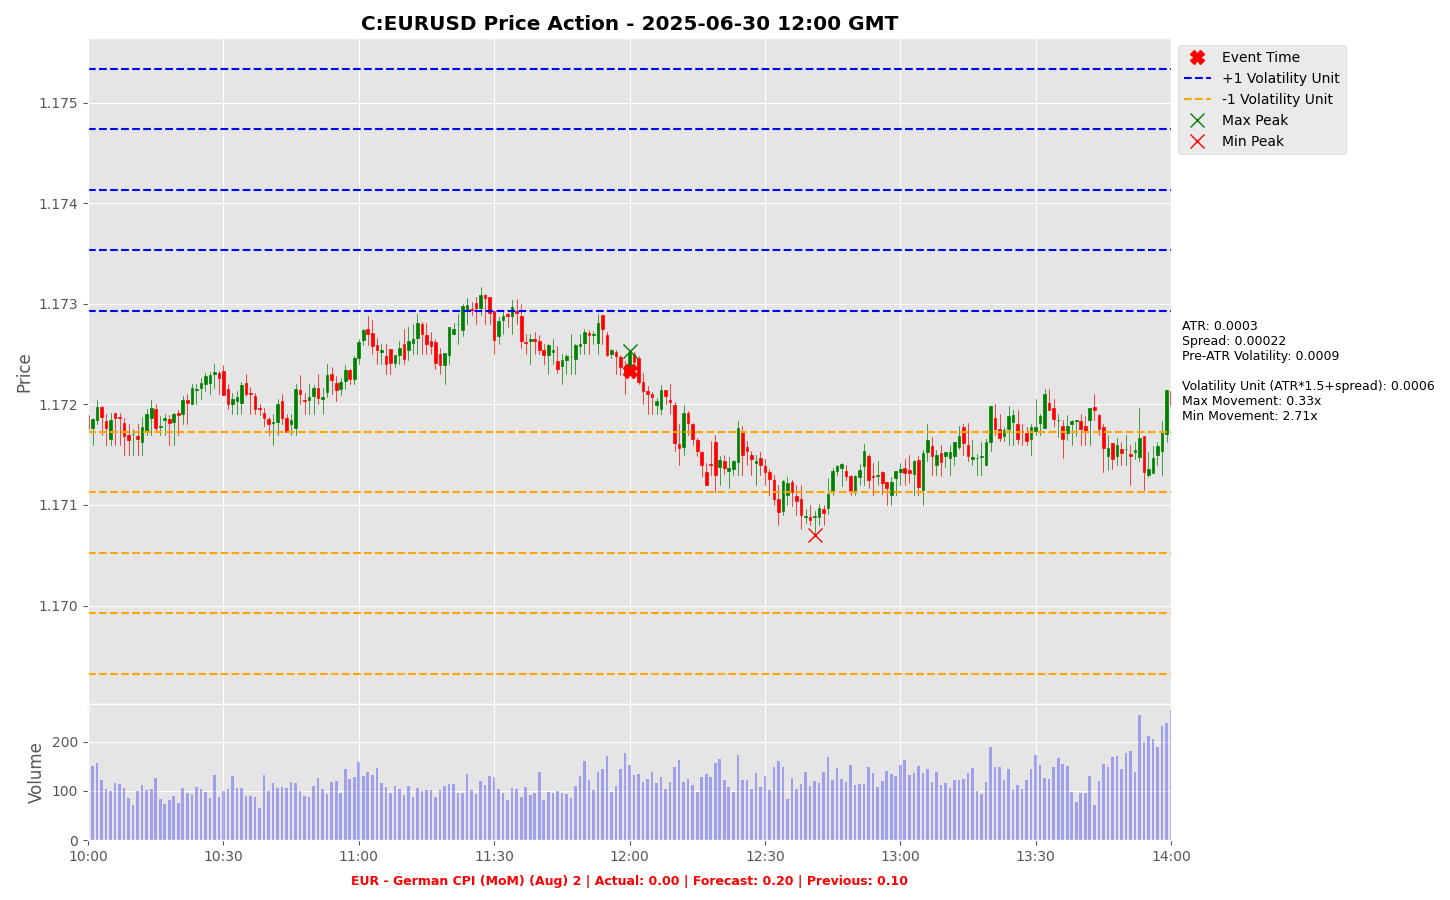 C:EURUSD Price Action - 2025-06-30 12:00 GMT
Event Time
+1 Volatility Unit
-1 Volatility Unit
Max Peak
Min Peak
Price
1.175
1.174
1.173
1.172
1.171
1.170
ATR: 0.0003
Spread: 0.00022
Pre-ATR Volatility: 0.0009
Volatility Unit (ATR*1.5+spread): 0.0006
Max Movement: 0.33x
Min Movement: 2.71x
Volume
200
100
0
10:00 10:30 11:00 11:30 12:00 12:30 13:00 13:30 14:00
EUR - German CPI (MoM) (Aug) 2 | Actual: 0.00 | Forecast: 0.20 | Previous: 0.10